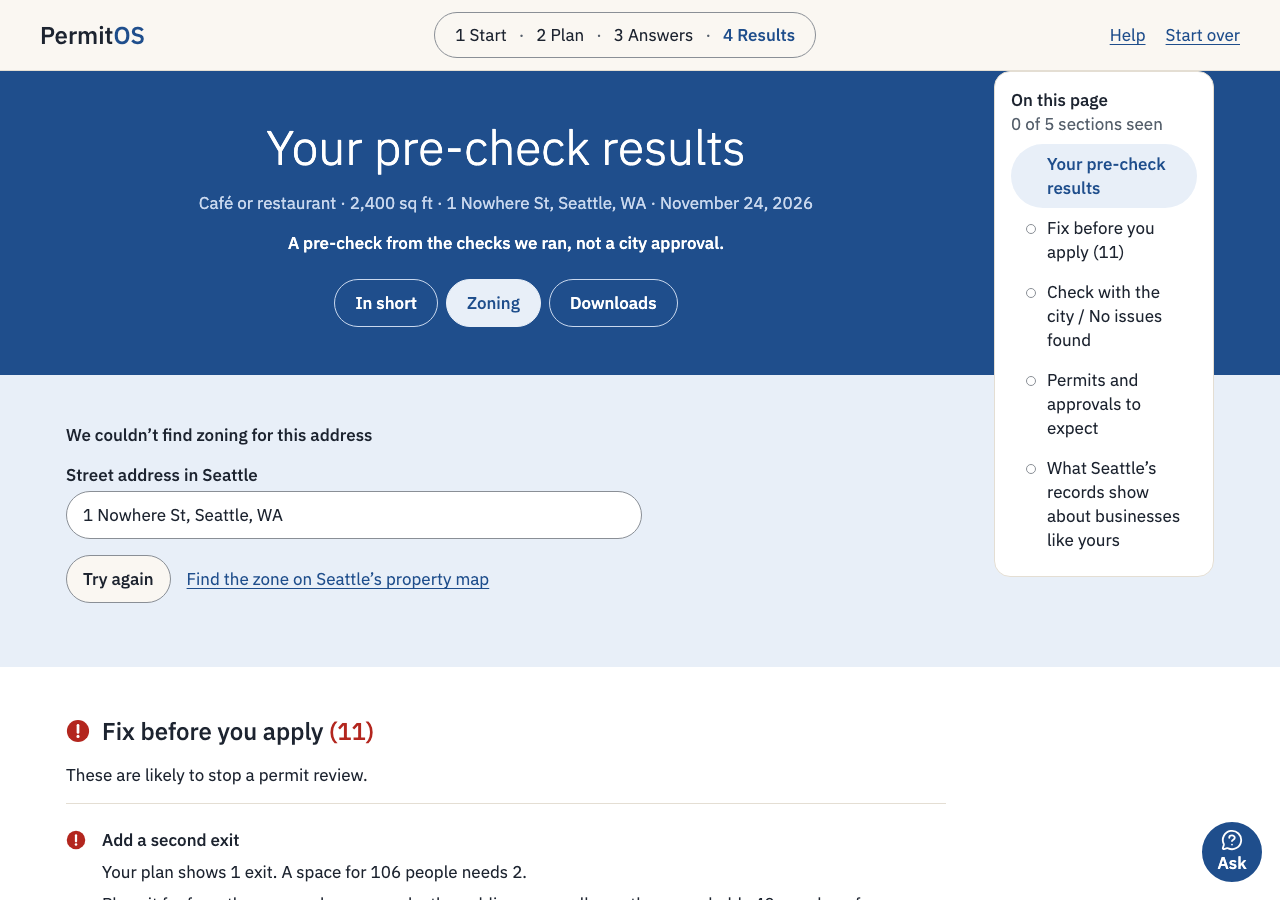 PermitOS
1 Start · 2 Plan · 3 Answers · 4 Results
Help
Start over
Your pre-check results
Café or restaurant · 2,400 sq ft · 1 Nowhere St, Seattle, WA · November 24, 2026
A pre-check from the checks we ran, not a city approval.
In short
Zoning
Downloads
On this page
0 of 5 sections seen
Your pre-check
results
Fix before you
apply (11)
Check with the
city / No issues
found
Permits and
approvals to
expect
What Seattle’s
records show
about businesses
like yours
We couldn’t find zoning for this address
Street address in Seattle
1 Nowhere St, Seattle, WA
Try again
Find the zone on Seattle’s property map
Fix before you apply (11)
These are likely to stop a permit review.
Add a second exit
Your plan shows 1 exit. A space for 106 people needs 2.
Ask